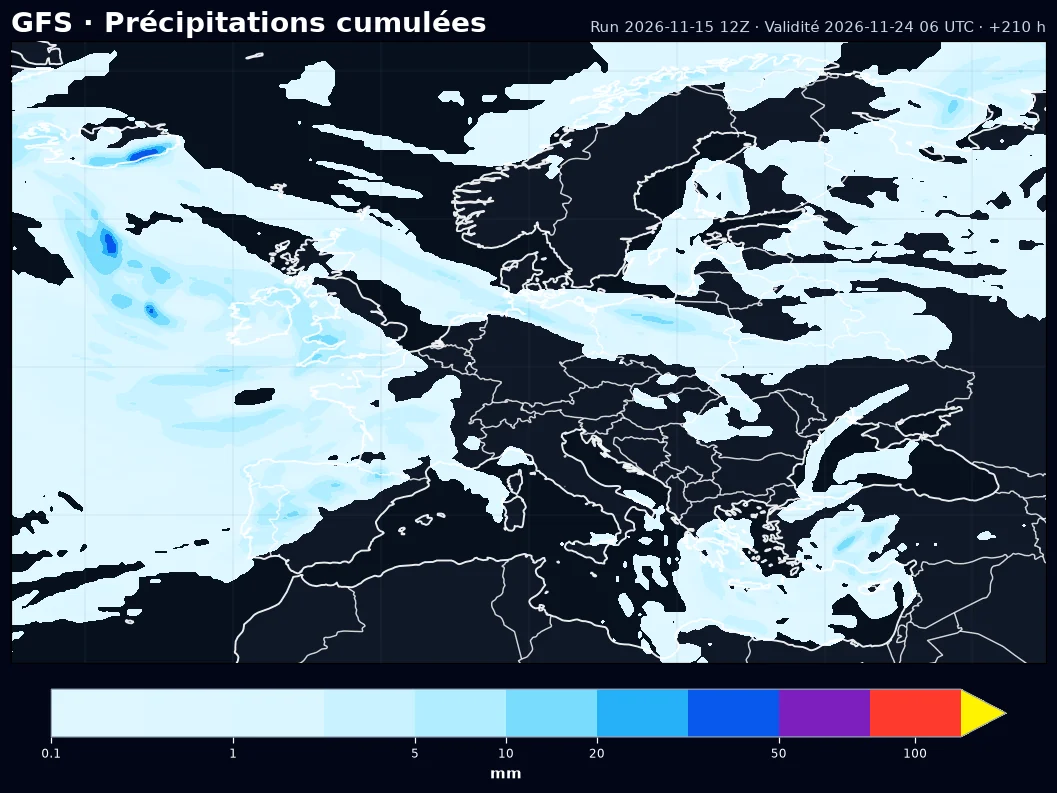 GFS · Précipitations cumulées
Run 2026-11-15 12Z · Validité 2026-11-24 06 UTC · +210 h
0.1 1 5 10 20 50 100
mm